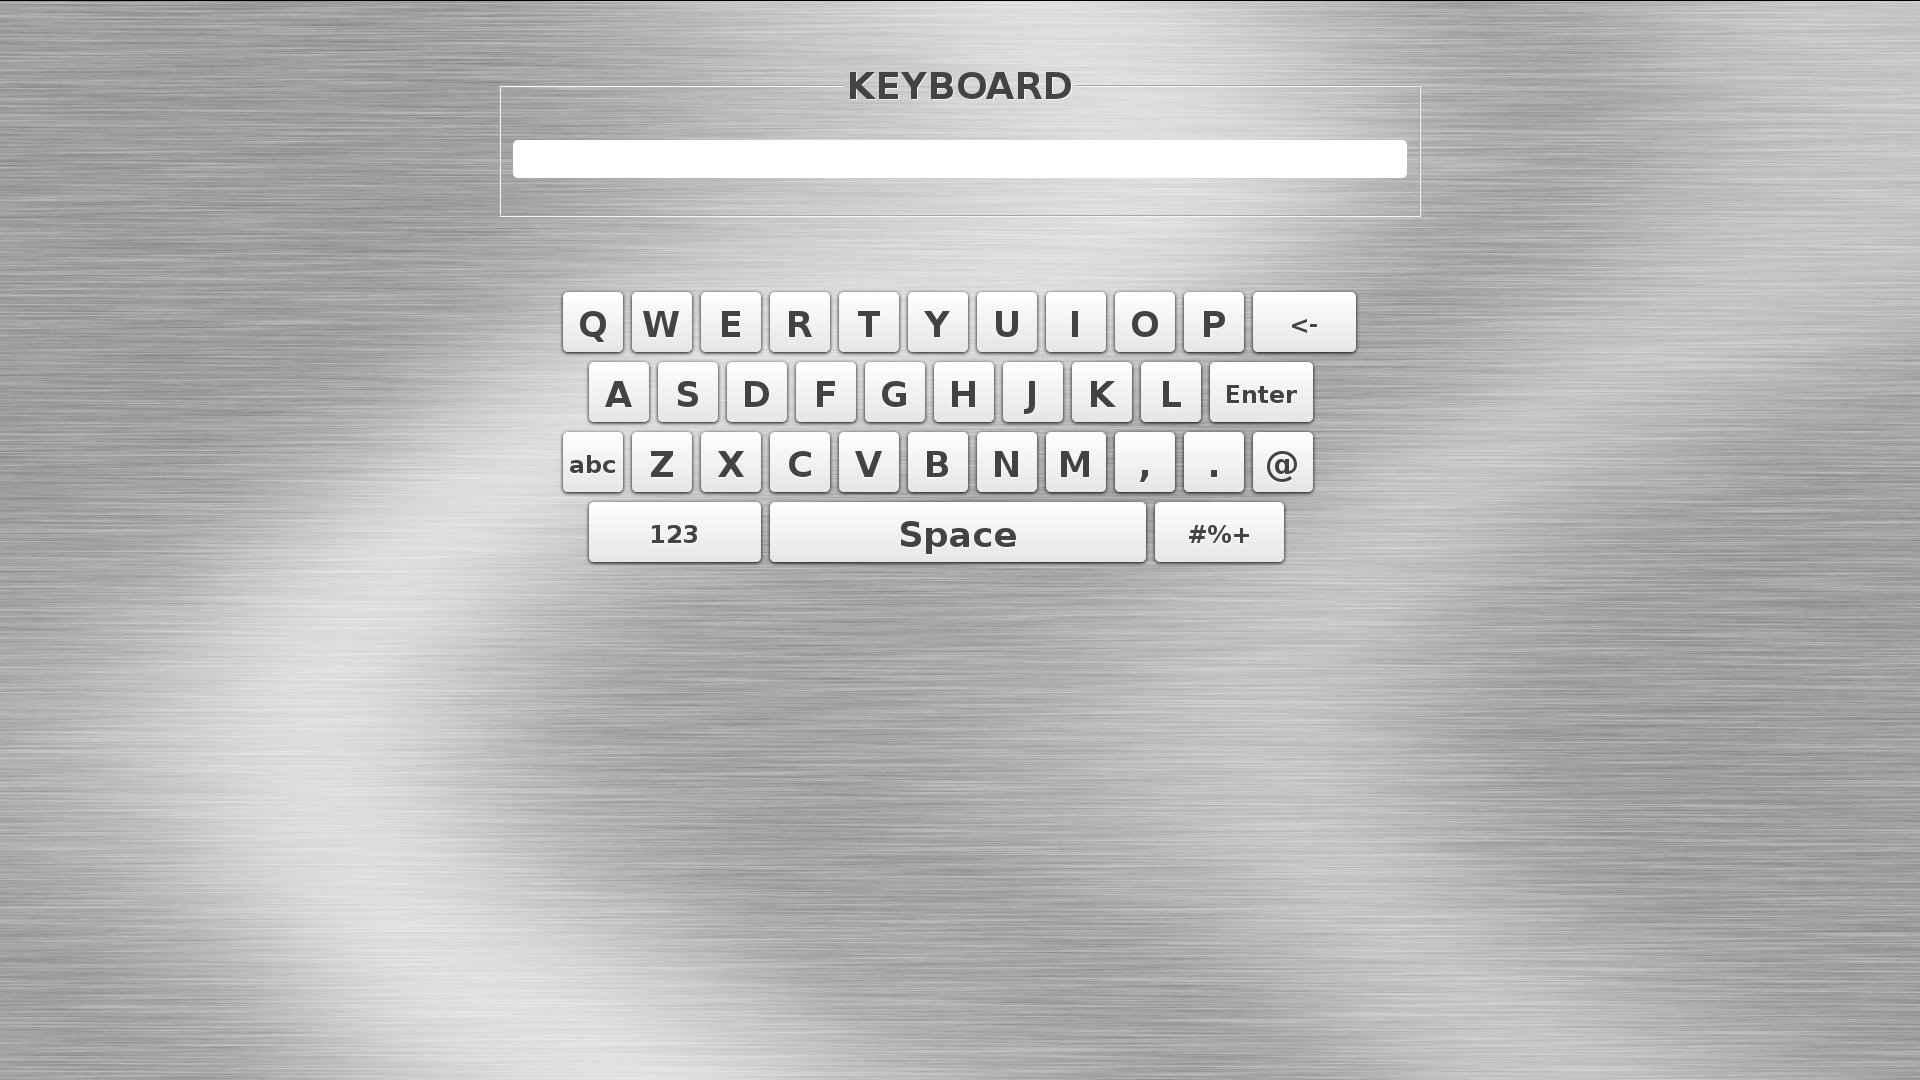 KEYBOARD
Q W E R T Y U I O P <-
A S D F G H J K L Enter
abc Z X C V B N M , . @
123 Space #%+